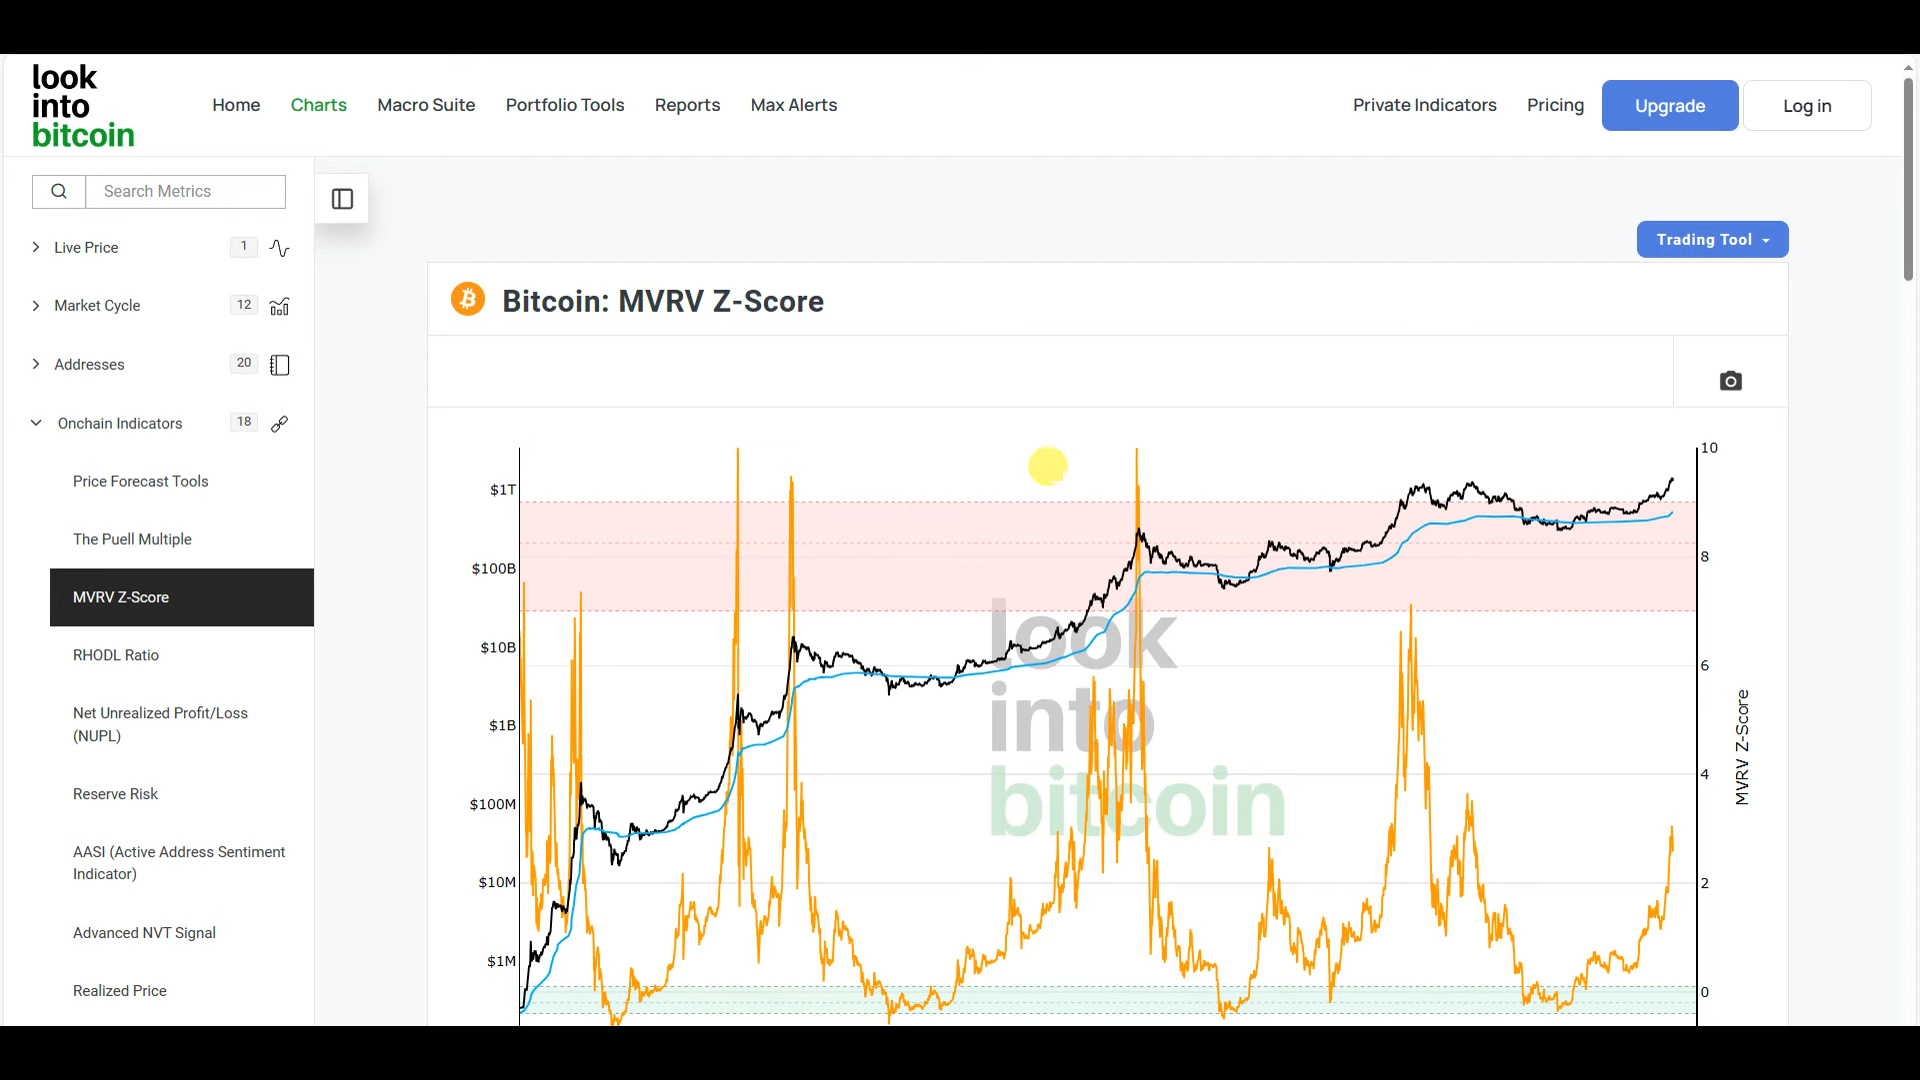 look
into
bitcoin
Home Charts Macro Suite Portfolio Tools Reports Max Alerts
Private Indicators Pricing Upgrade Log in
Search Metrics
Live Price 1
Market Cycle 12
Addresses 20
Onchain Indicators 18
Price Forecast Tools
The Puell Multiple
MVRV Z-Score
RHODL Ratio
Net Unrealized Profit/Loss
(NUPL)
Reserve Risk
AASI (Active Address Sentiment
Indicator)
Advanced NVT Signal
Realized Price
Trading Tool
Bitcoin: MVRV Z-Score
$1T
$100B
$10B
$1B
$100M
$10M
$1M
look
into
bitcoin
10
8
6
4
2
0
MVRV Z-Score